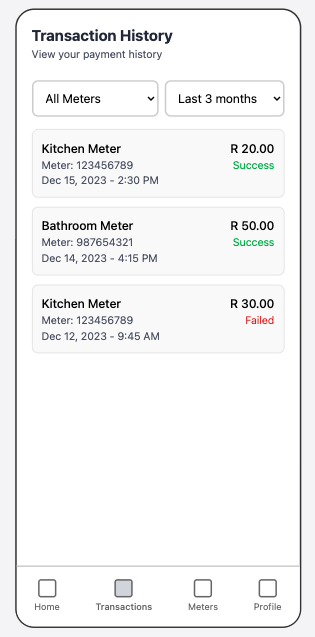 Transaction History
View your payment history
All Meters
Last 3 months
Kitchen Meter
R 20.00
Meter: 123456789
Success
Dec 15, 2023 - 2:30 PM
Bathroom Meter
R 50.00
Meter: 987654321
Success
Dec 14, 2023 - 4:15 PM
Kitchen Meter
R 30.00
Meter: 123456789
Failed
Dec 12, 2023 - 9:45 AM
Home
Transactions
Meters
Profile